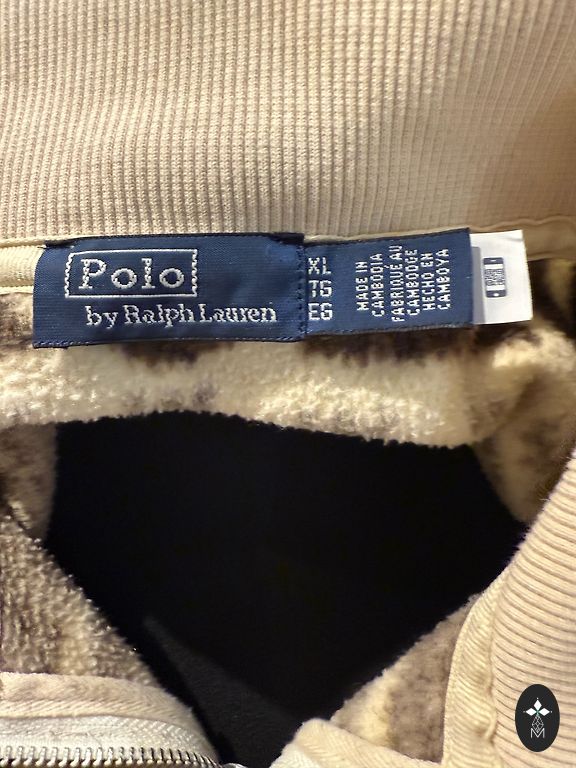 Polo
by Ralph Lauren
XL
TG
EG
MADE IN
CAMBODIA
FABRIQUÉ AU
CAMBODGE
HECHO EN
CAMBOYA
M